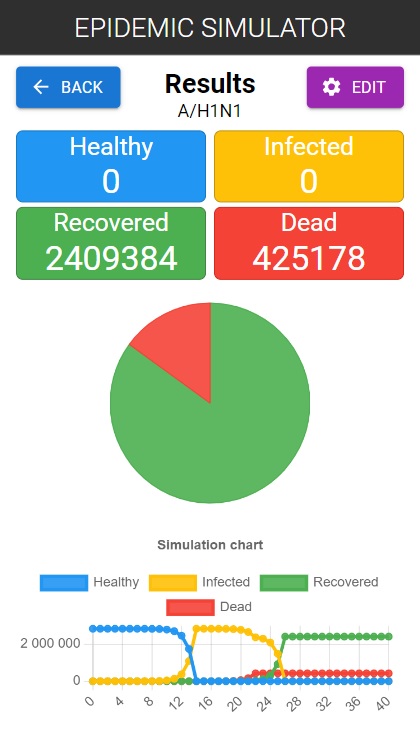 EPIDEMIC SIMULATOR
BACK
Results
EDIT
A/H1N1
Healthy
0
Infected
0
Recovered
2409384
Dead
425178
Simulation chart
Healthy Infected Recovered
Dead
2 000 000
0
0 4 8 12 16 20 24 28 32 36 40